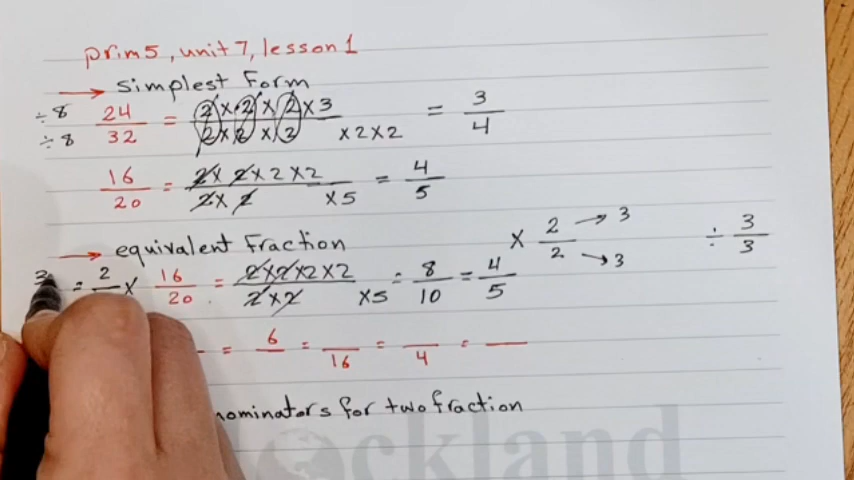 prim5, unit 7, lesson 1
→ simplest Form
÷8 24/32 ÷8 = 2×2×2×3 / 2×2×2 ×2×2 = 3/4
16/20 = 2×2×2×2 / 2×2 ×5 = 4/5
→ equivalent Fraction × 2/2 → 3 → 3 ÷ 3/3
= 2 × 16/20 = 2×2×2×2 / 2×2 ×5 = 8/10 = 4/5
= 6 = 16 = 4 =
for two fraction